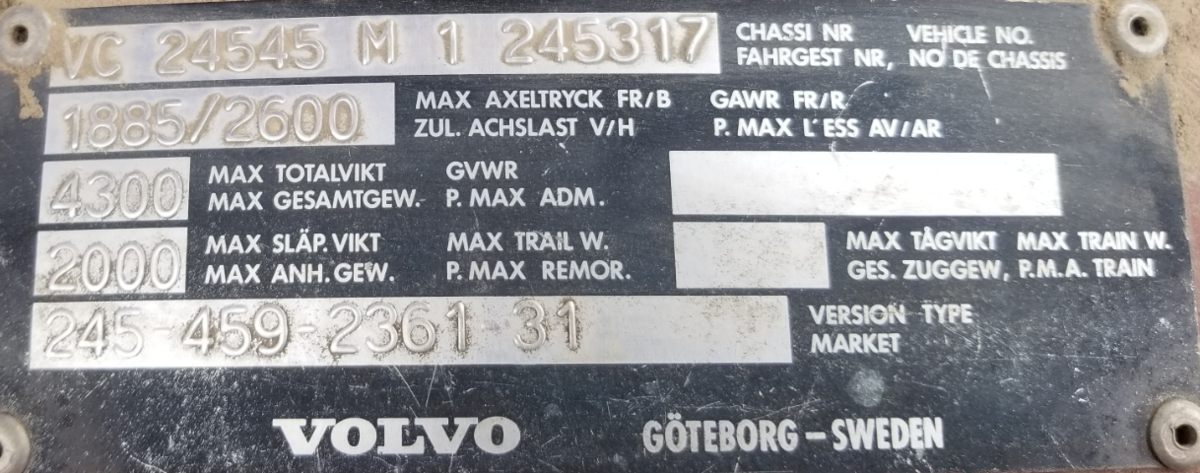 VC 24545 M 1 245317 CHASSI NR VEHICLE NO.
FAHRGEST NR, NO DE CHASSIS
1885/2600 MAX AXELTRYCK FR/B GAWR FR/R
ZUL. ACHSLAST V/H P. MAX L'ESS AV/AR
4300 MAX TOTALVIKT GVWR
MAX GESAMTGEW. P. MAX ADM.
2000 MAX SLÄP. VIKT MAX TRAIL W. MAX TÅGVIKT MAX TRAIN W.
MAX ANH. GEW. P. MAX REMOR. GES. ZUGGEW, P.M.A. TRAIN
245-459-2361 31 VERSION TYPE
MARKET
VOLVO GÖTEBORG – SWEDEN